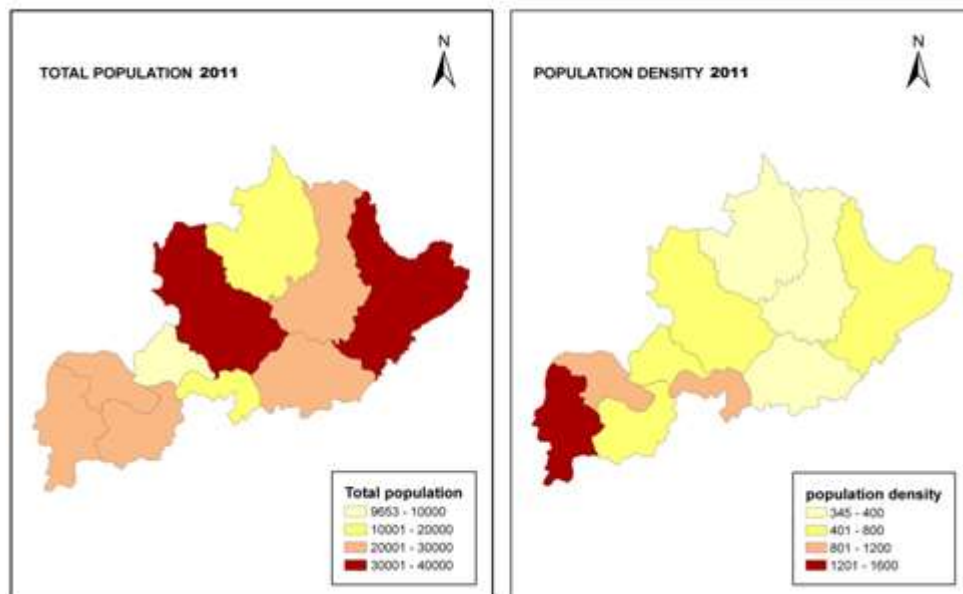 N
TOTAL POPULATION 2011
Total population
9653 - 10000
10001 - 20000
20001 - 30000
30001 - 40000
N
POPULATION DENSITY 2011
population density
345 - 400
401 - 800
801 - 1200
1201 - 1600